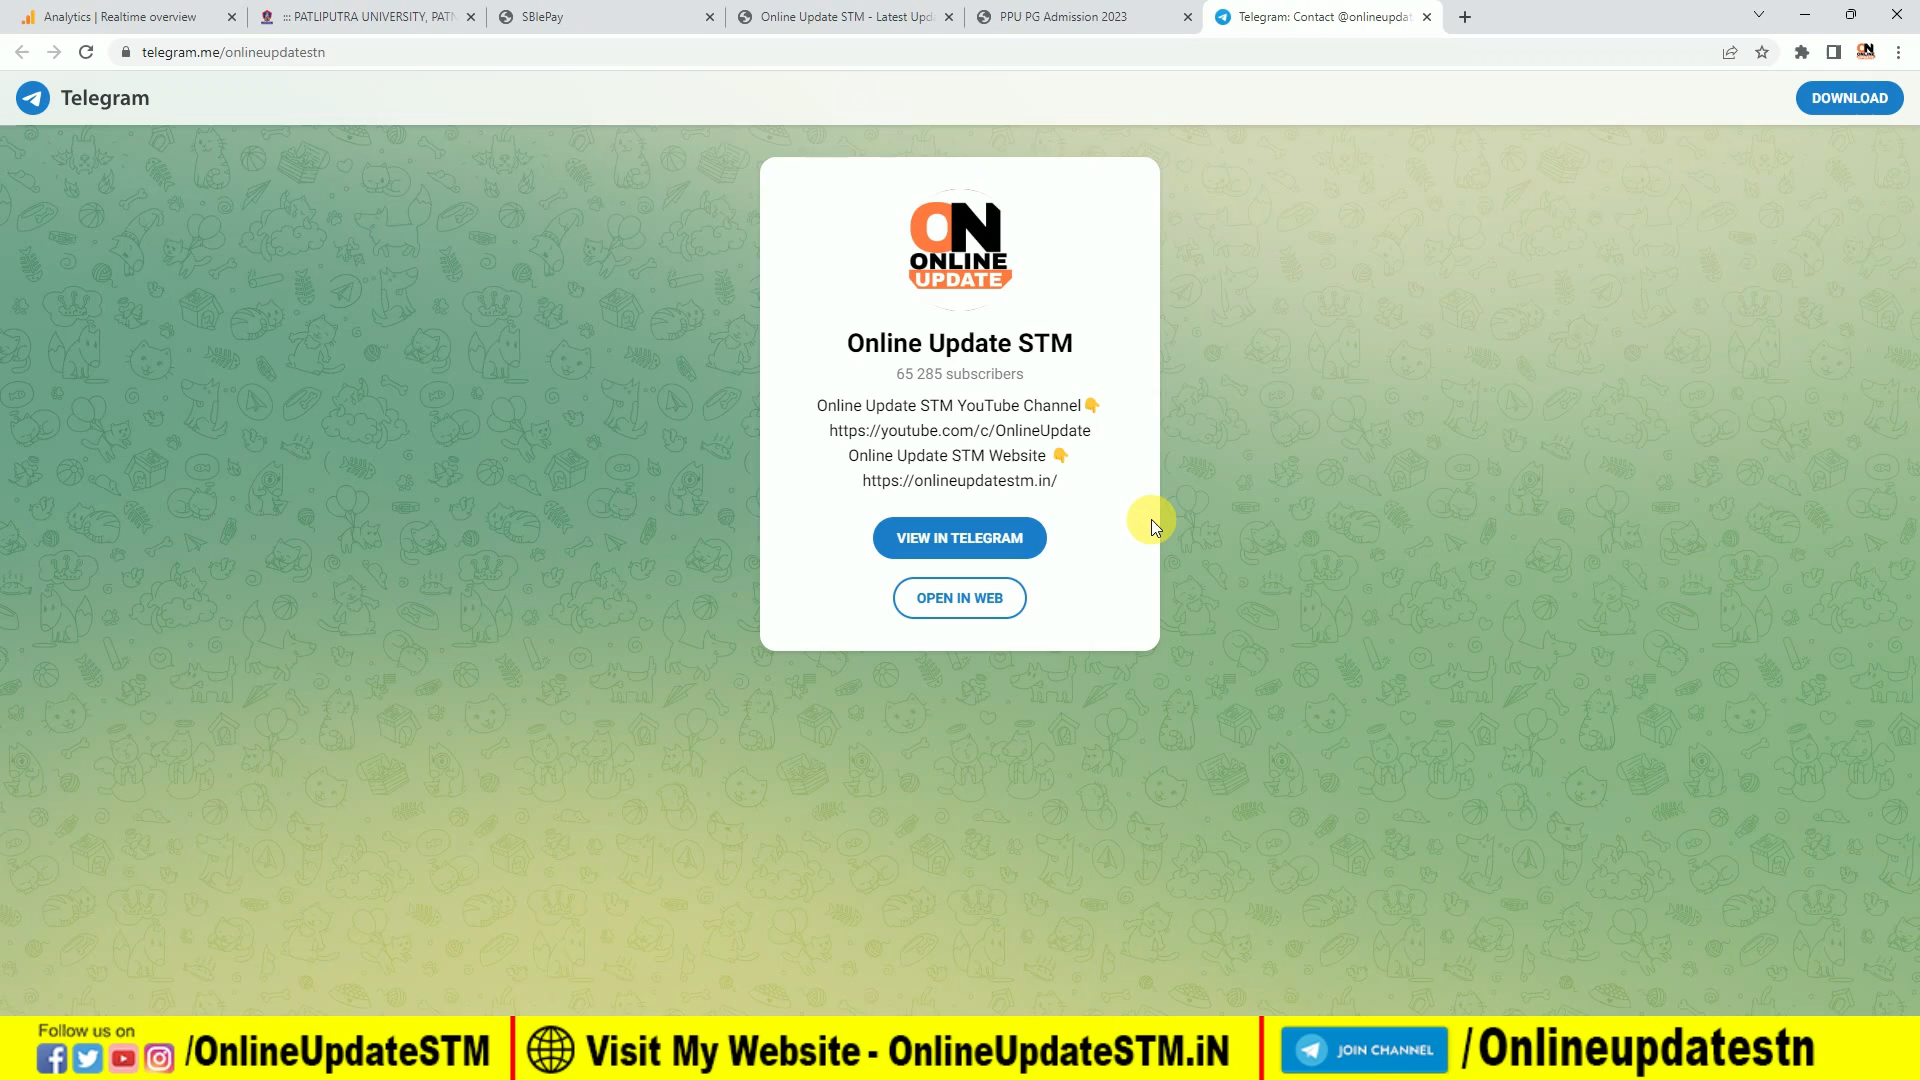 Analytics | Realtime overview
::: PATLIPUTRA UNIVERSITY, PATN
SBIePay
Online Update STM - Latest Upd
PPU PG Admission 2023
Telegram: Contact @onlineupdat
telegram.me/onlineupdatestn
Telegram
DOWNLOAD
ON
ONLINE
UPDATE
Online Update STM
65 285 subscribers
Online Update STM YouTube Channel👇
https://youtube.com/c/OnlineUpdate
Online Update STM Website 👇
https://onlineupdatestm.in/
VIEW IN TELEGRAM
OPEN IN WEB
Follow us on
/OnlineUpdateSTM
Visit My Website - OnlineUpdateSTM.iN
JOIN CHANNEL
/Onlineupdatestn